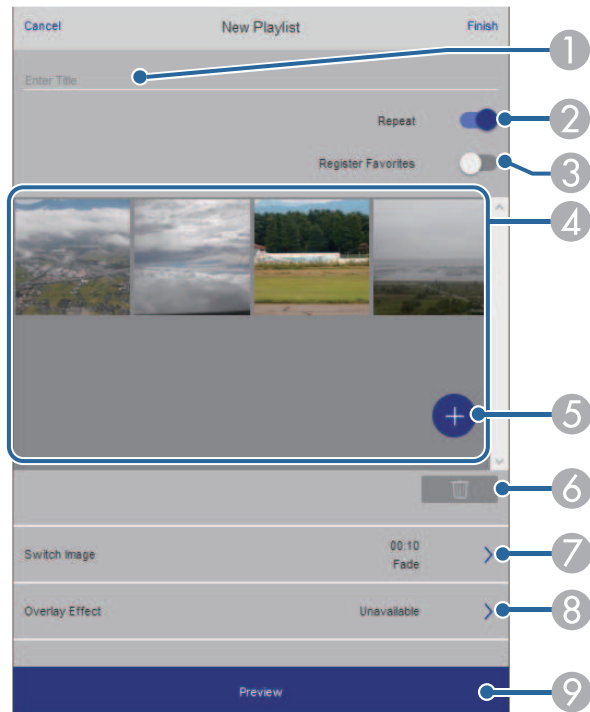 Cancel New Playlist Finish
Enter Title
1
Repeat
2
Register Favorites
3
4
5
6
Switch Image 00:10
Fade
7
Overlay Effect Unavailable
8
Preview
9